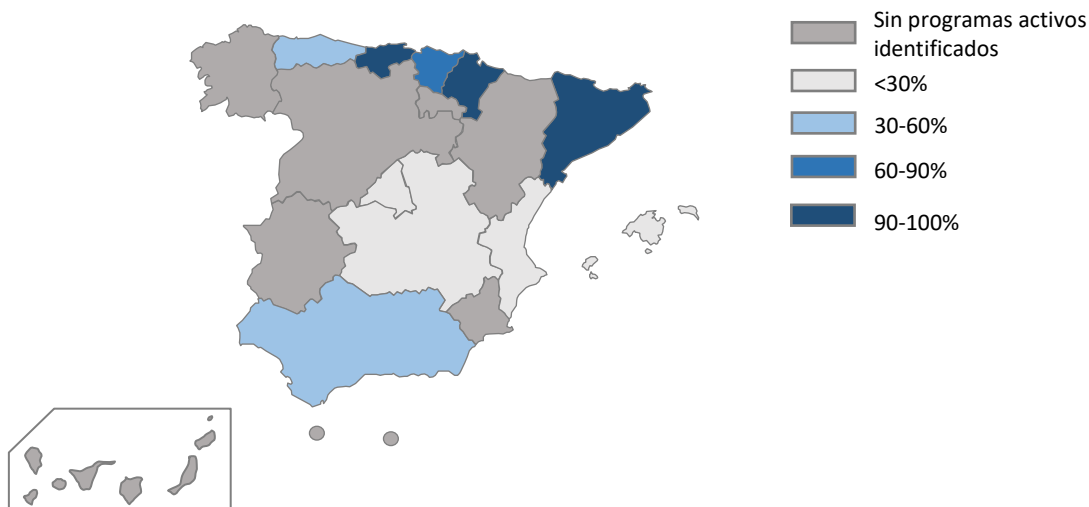 Sin programas activos
identificados
<30%
30-60%
60-90%
90-100%